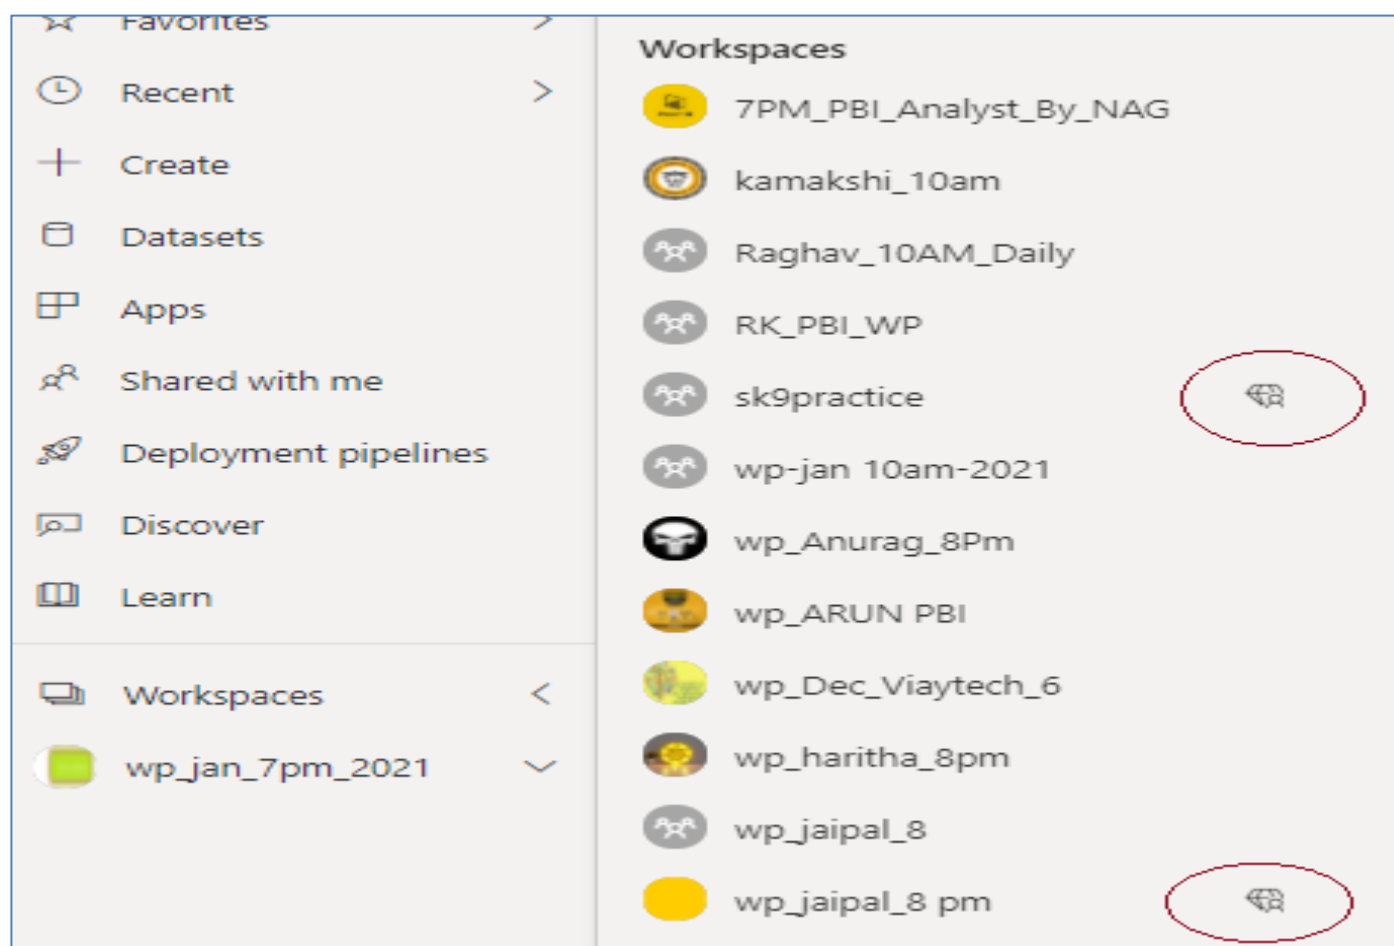 Favorites
Recent
Create
Datasets
Apps
Shared with me
Deployment pipelines
Discover
Learn
Workspaces
wp_jan_7pm_2021
Workspaces
7PM_PBI_Analyst_By_NAG
kamakshi_10am
Raghav_10AM_Daily
RK_PBI_WP
sk9practice
wp-jan 10am-2021
wp_Anurag_8Pm
wp_ARUN PBI
wp_Dec_Viaytech_6
wp_haritha_8pm
wp_jaipal_8
wp_jaipal_8 pm